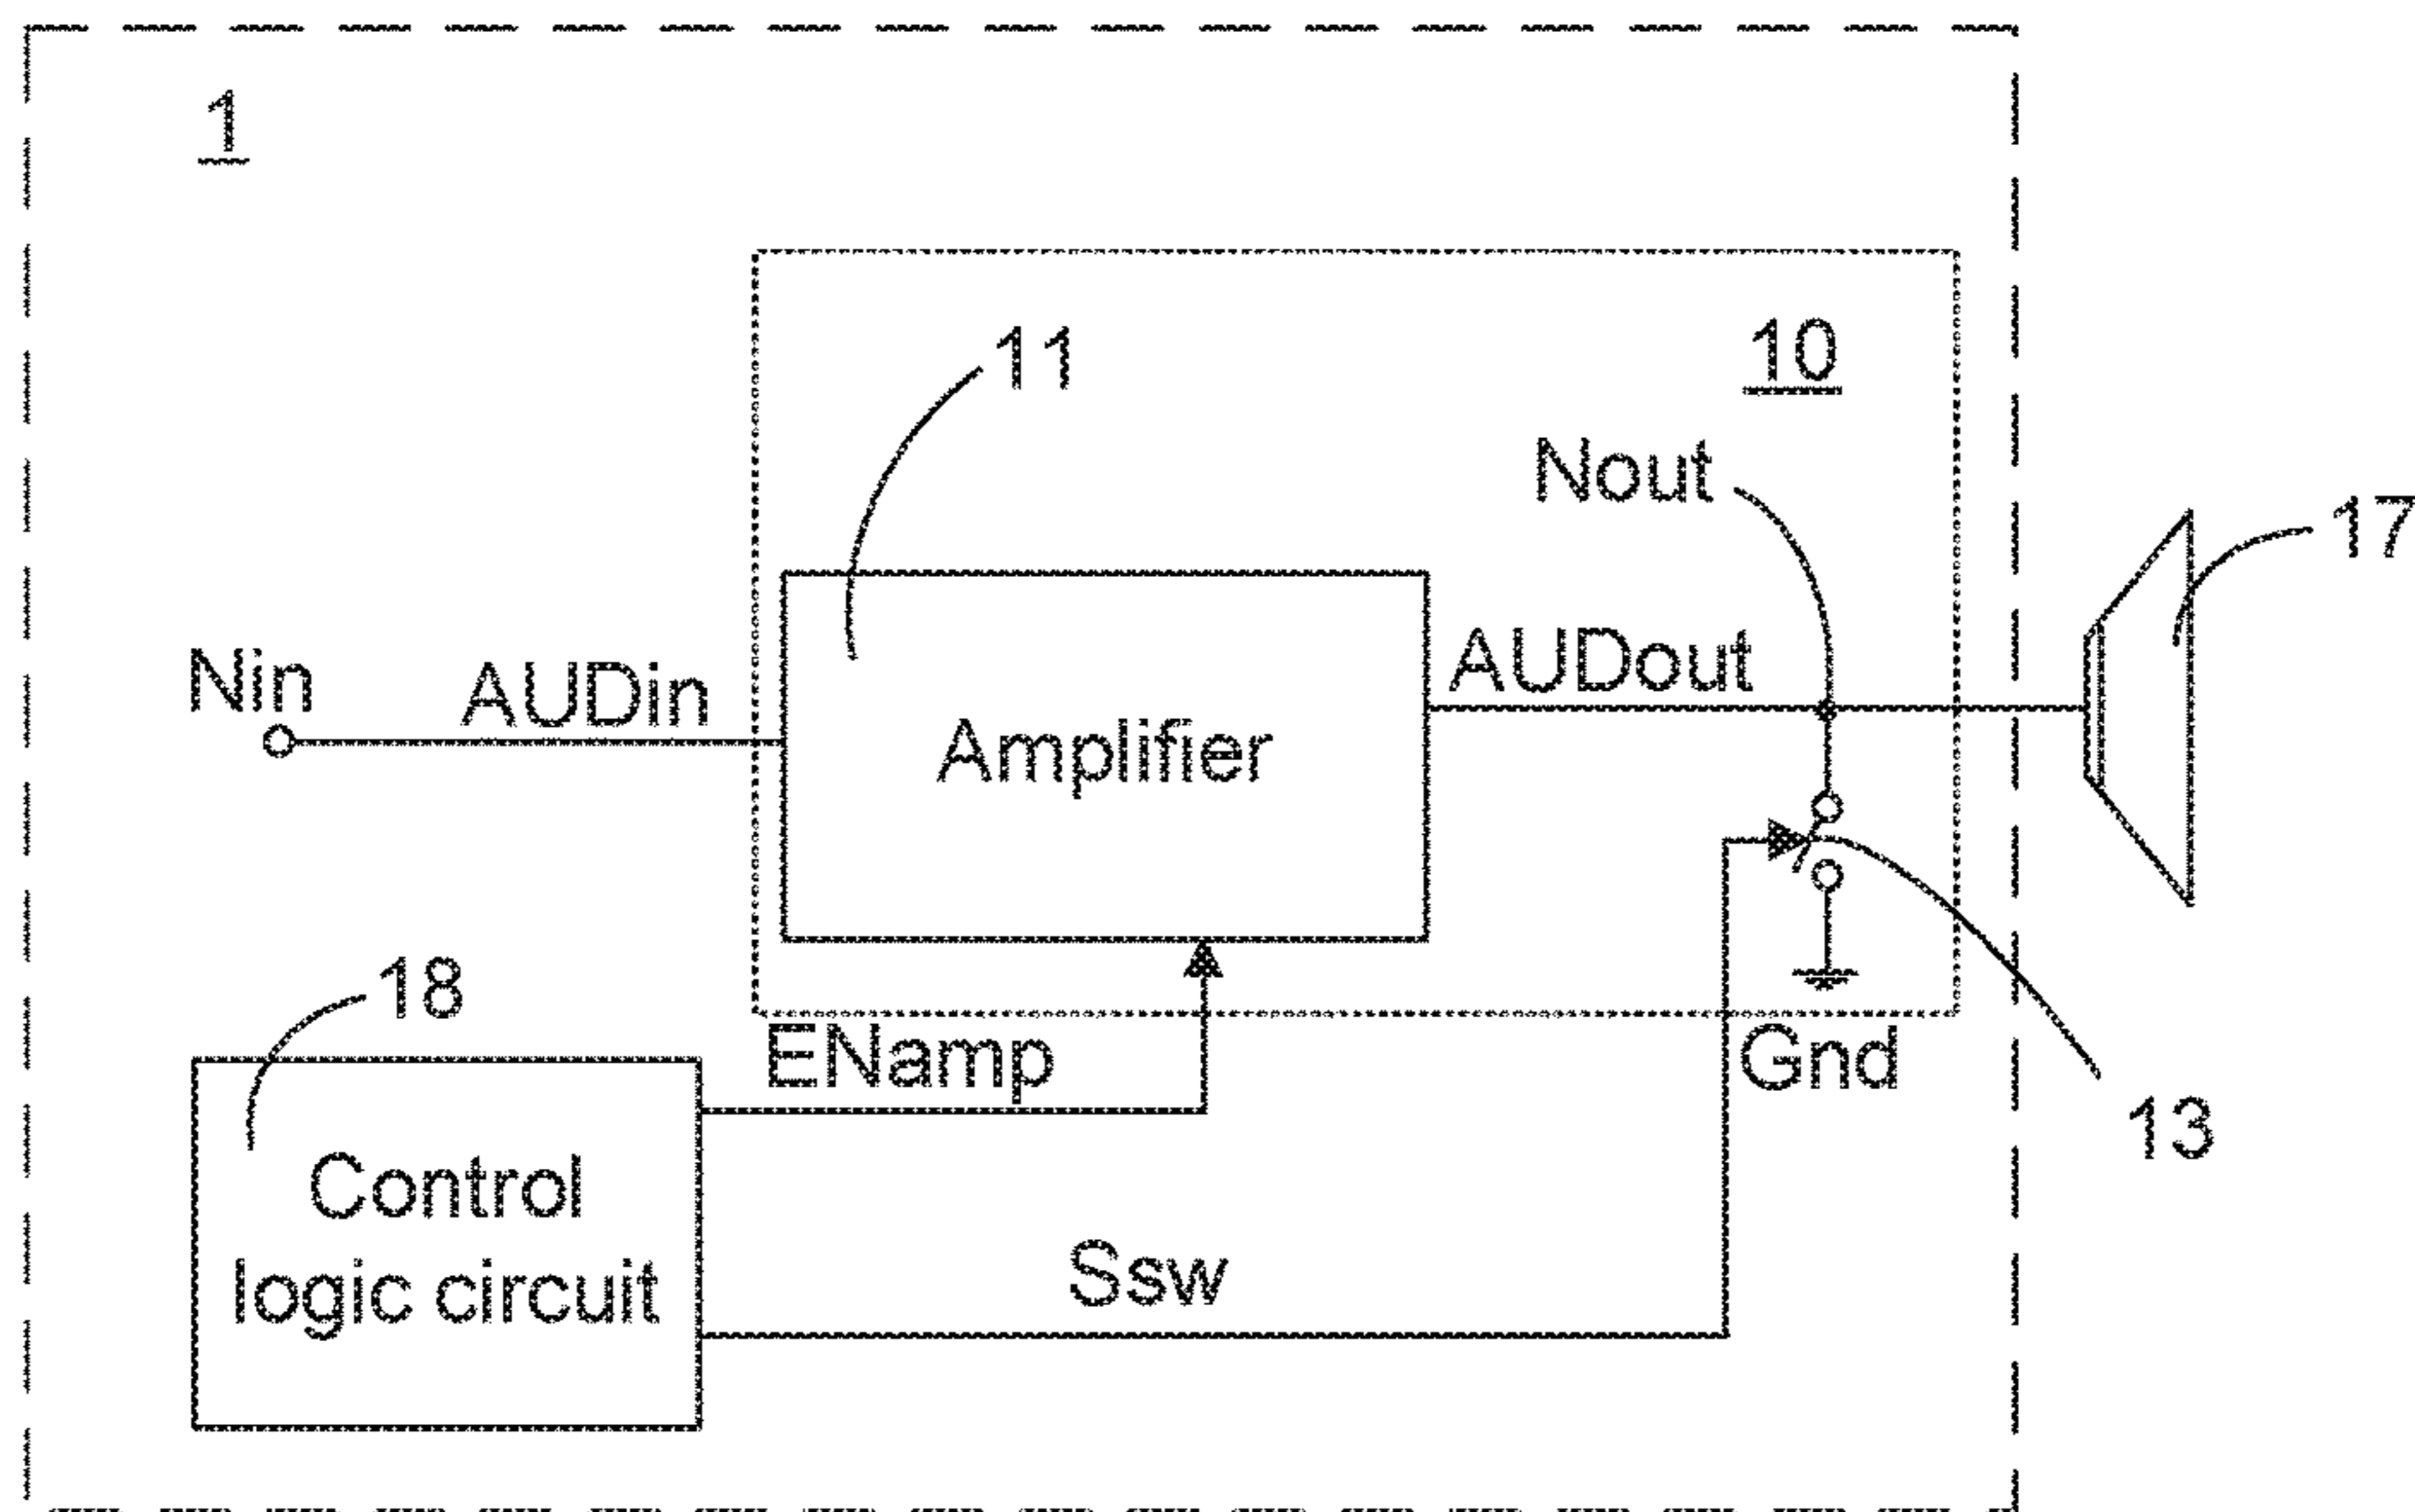 1
11
10
Nout
17
Nin
AUDin
AUDout
Amplifier
18
ENamp
Gnd
13
Control
logic circuit
Ssw